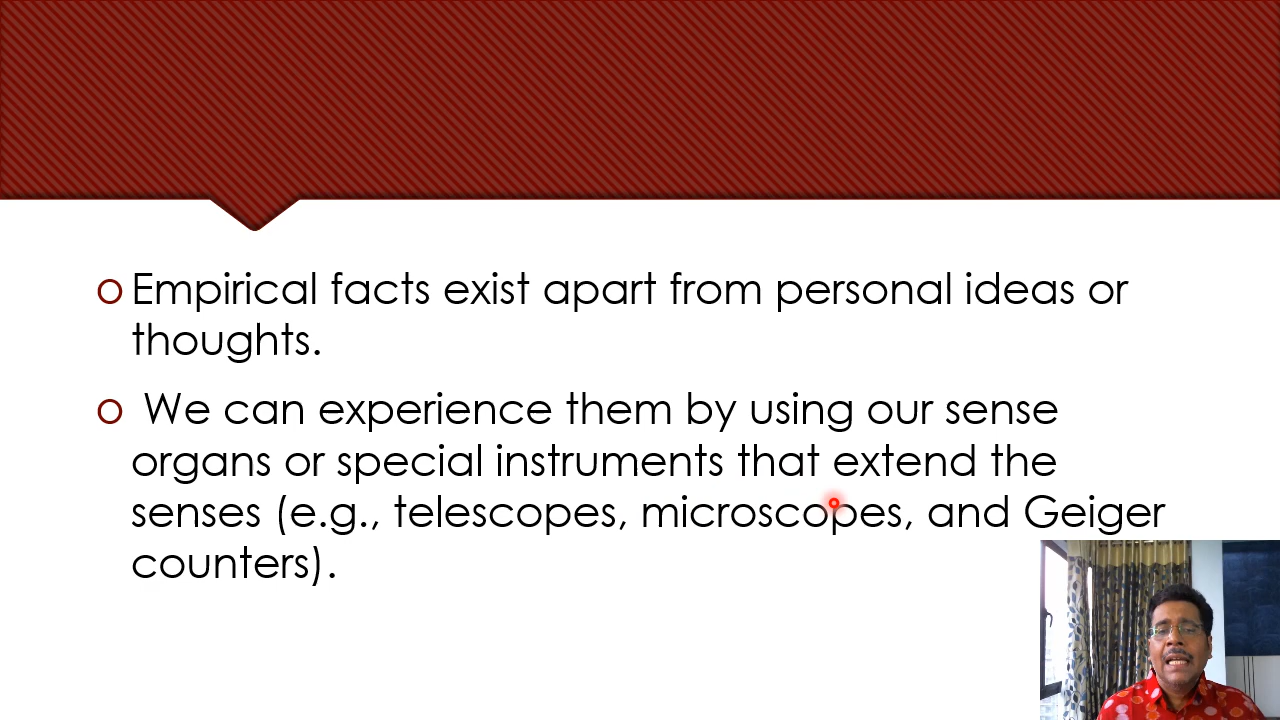 o Empirical facts exist apart from personal ideas or
thoughts.
o We can experience them by using our sense
organs or special instruments that extend the
senses (e.g., telescopes, microscopes, and Geiger
counters).